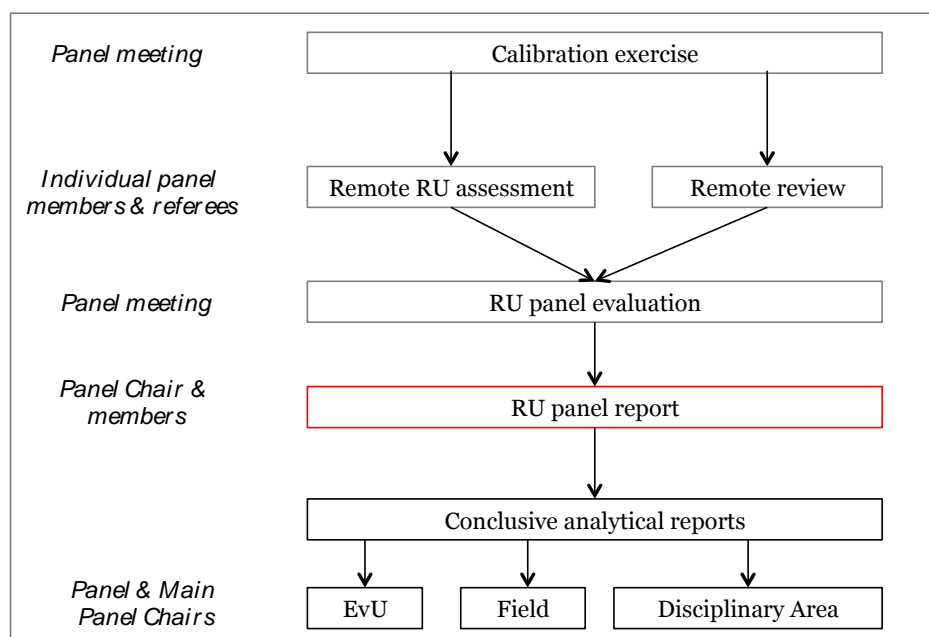 Panel meeting
Calibration exercise
Individual panel
members & referees
Remote RU assessment
Remote review
Panel meeting
RU panel evaluation
Panel Chair &
members
RU panel report
Conclusive analytical reports
Panel & Main
Panel Chairs
EvU
Field
Disciplinary Area